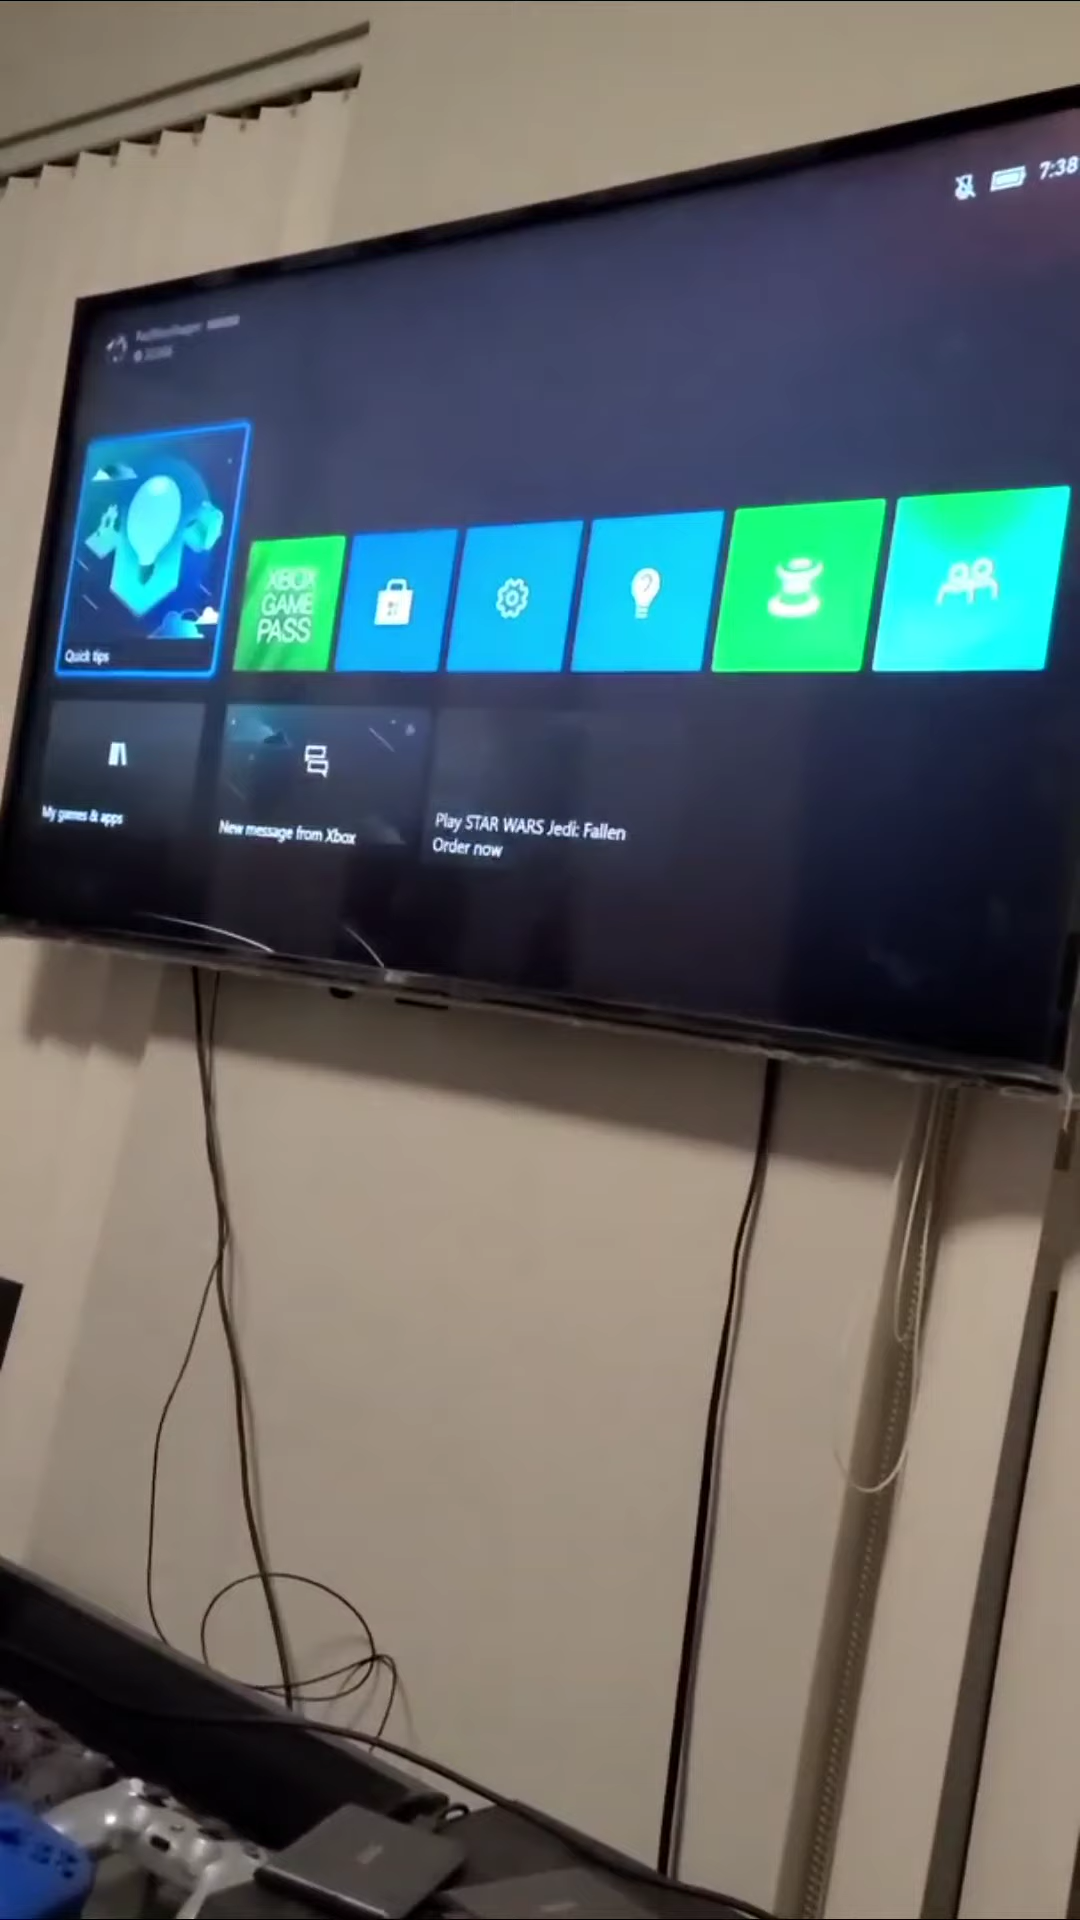 7:38
Quick tips
XBOX
GAME
PASS
My games & apps
New message from Xbox
Play STAR WARS Jedi: Fallen
Order now